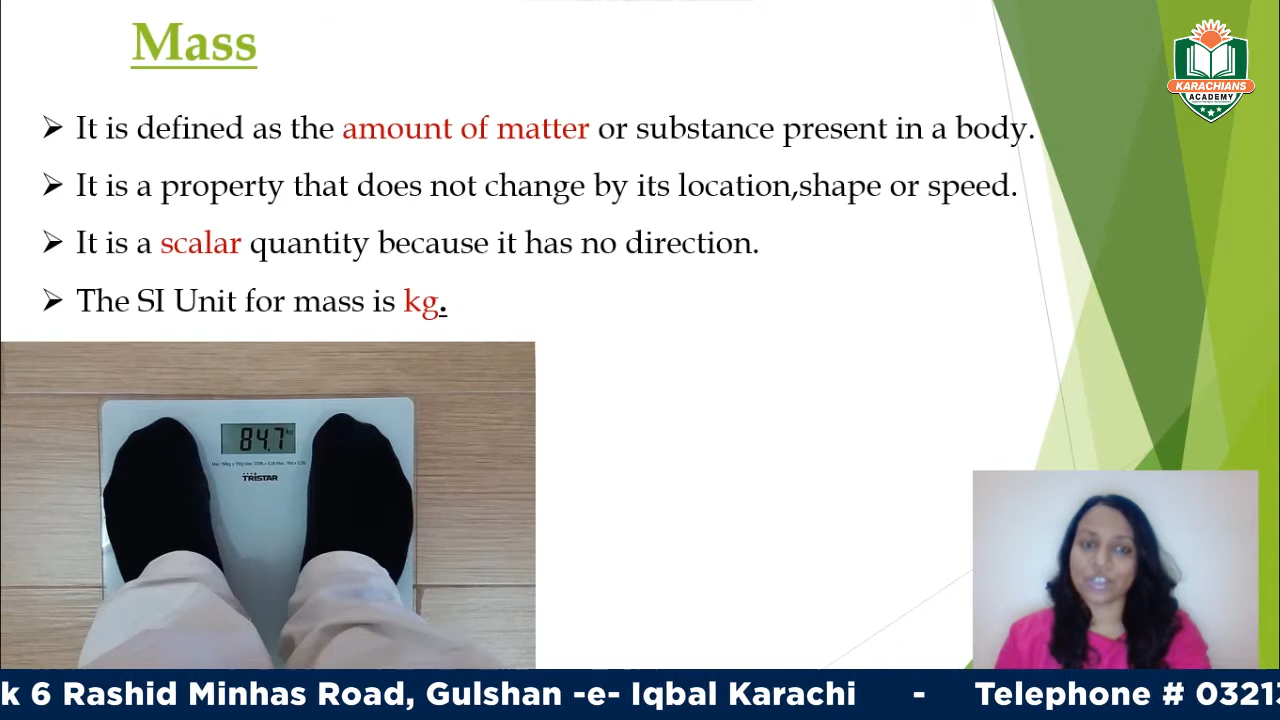 Mass
KARACHIANS
ACADEMY
➢ It is defined as the amount of matter or substance present in a body.
➢ It is a property that does not change by its location,shape or speed.
➢ It is a scalar quantity because it has no direction.
➢ The SI Unit for mass is kg.
84.7 kg
TRISTAR
k 6 Rashid Minhas Road, Gulshan -e- Iqbal Karachi - Telephone # 0321